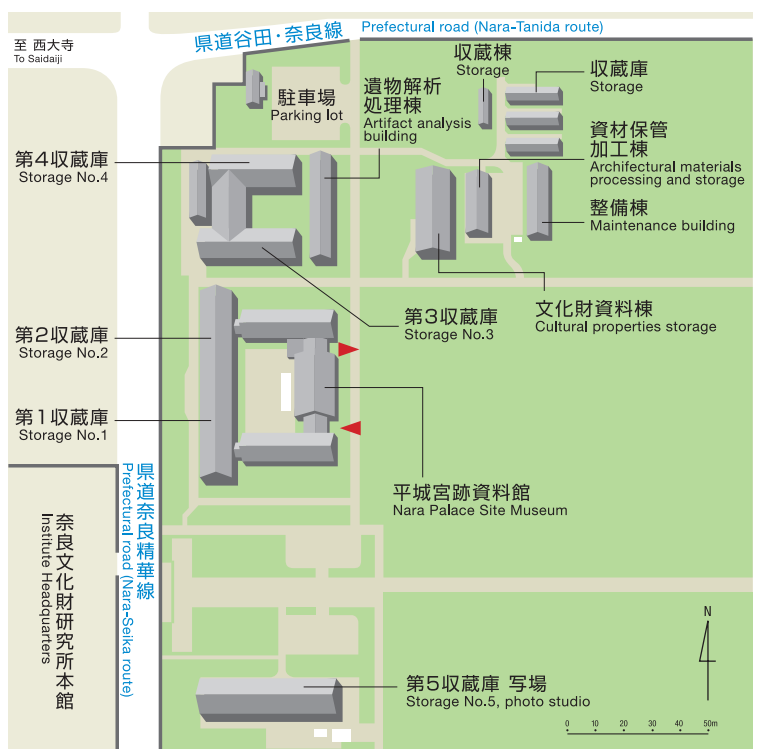 県道谷田・奈良線
Prefectural road (Nara-Tanida route)
至 西大寺
To Saidaiji
収蔵棟
Storage
収蔵庫
Storage
遺物解析
処理棟
Artifact analysis
building
駐車場
Parking lot
資材保管
加工棟
Architectural materials
processing and storage
第4収蔵庫
Storage No.4
整備棟
Maintenance building
文化財資料棟
Cultural properties storage
第3収蔵庫
Storage No.3
第2収蔵庫
Storage No.2
第1収蔵庫
Storage No.1
平城宮跡資料館
Nara Palace Site Museum
県道奈良精華線
Prefectural road (Nara-Seika route)
奈良文化財研究所本館
Institute Headquarters
第5収蔵庫 写場
Storage No.5, photo studio
N
0 10 20 30 40 50m